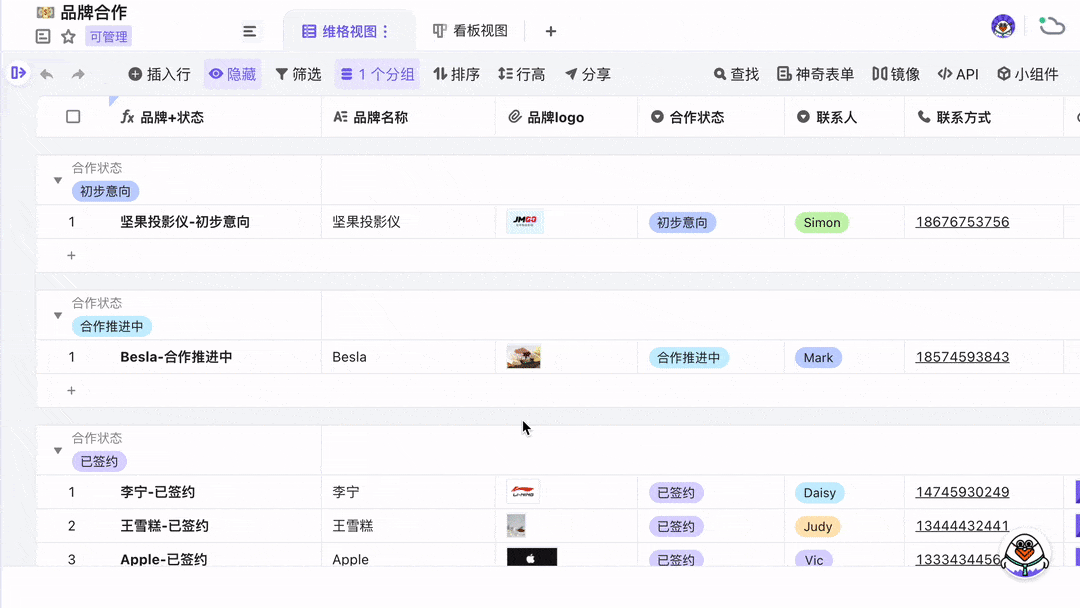 品牌合作
可管理
维格视图
看板视图
插入行 隐藏 筛选 1 个分组 排序 行高 分享 查找 神奇表单 镜像 API 小组件
品牌+状态 品牌名称 品牌logo 合作状态 联系人 联系方式
合作状态
初步意向
1 坚果投影仪-初步意向 坚果投影仪 JMGO 初步意向 Simon 18676753756
合作状态
合作推进中
1 Besla-合作推进中 Besla 合作推进中 Mark 18574593843
合作状态
已签约
1 李宁-已签约 李宁 LI-NING 已签约 Daisy 14745930249
2 王雪糕-已签约 王雪糕 已签约 Judy 13444432441
3 Apple-已签约 Apple 已签约 Vic 1333434456